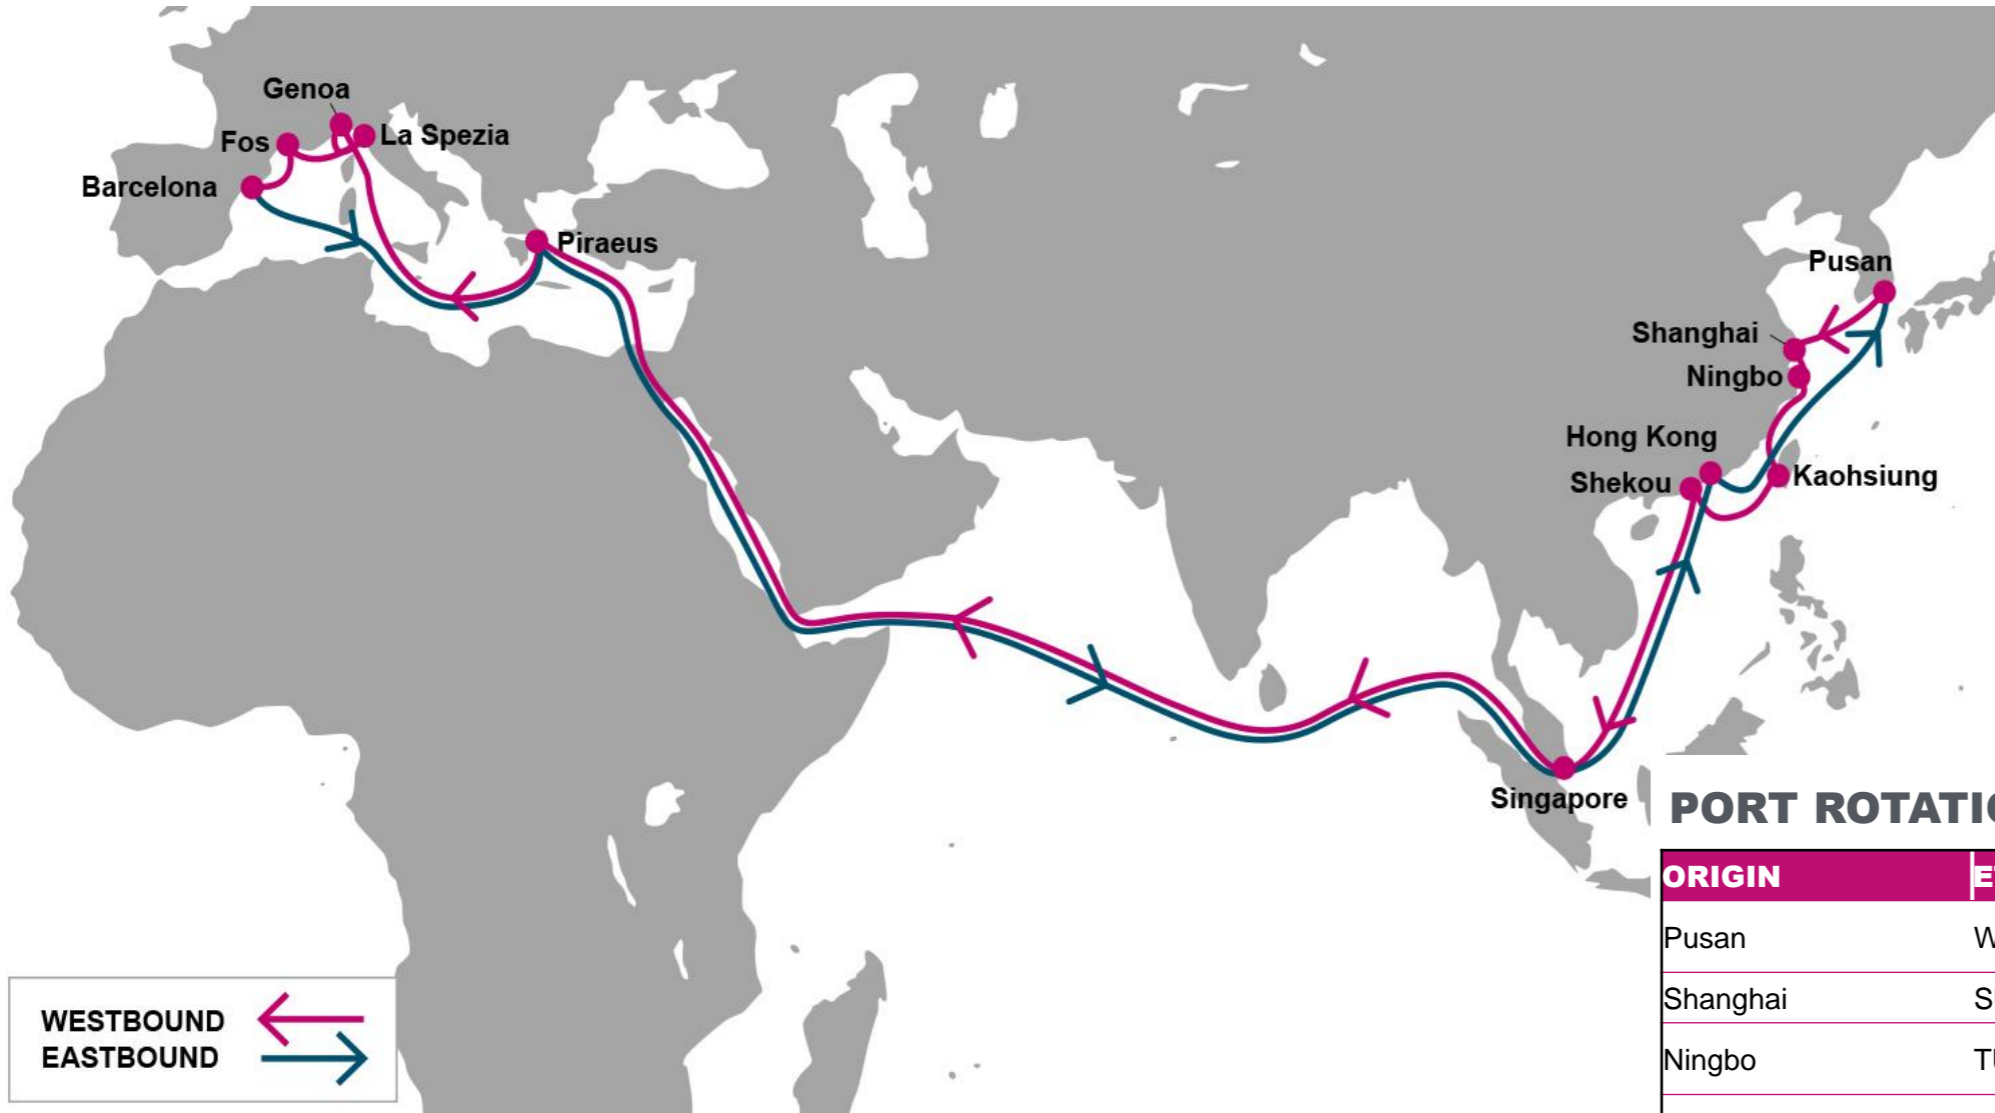 Genoa
Fos
La Spezia
Barcelona
Piraeus
Pusan
Shanghai
Ningbo
Hong Kong
Shekou
Kaohsiung
Singapore
PORT
ORIGIN
Pusan
Shanghai
Ningbo
WESTBOUND
EASTBOUND